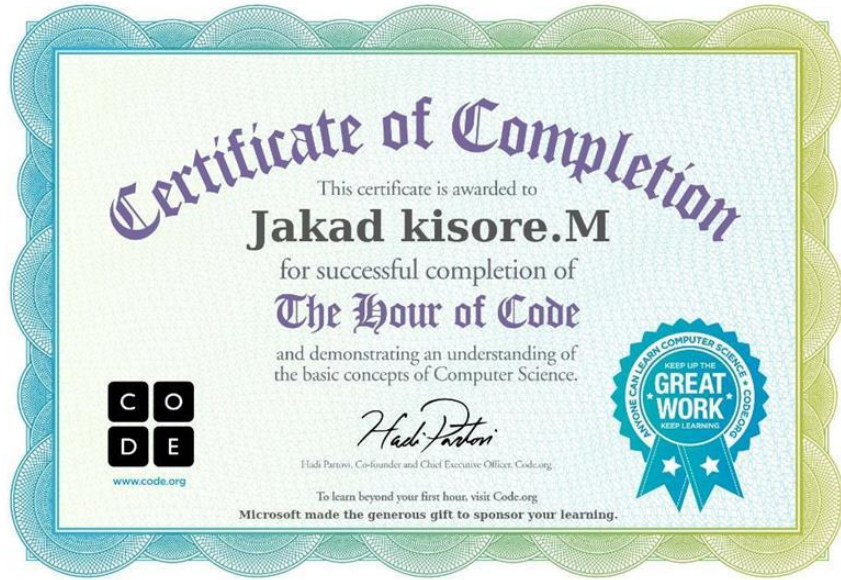 Certificate of Completion
This certificate is awarded to
Jakad kisore.M
for successful completion of
The Hour of Code
and demonstrating an understanding of
the basic concepts of Computer Science.
C O
D E
www.code.org
Hadi Partovi
Hadi Partovi, Co-founder and Chief Executive Officer, Code.org
To learn beyond your first hour, visit Code.org
Microsoft made the generous gift to sponsor your learning.
ANYONE CAN LEARN COMPUTER SCIENCE • CODE.ORG
KEEP UP THE
GREAT
WORK
KEEP LEARNING